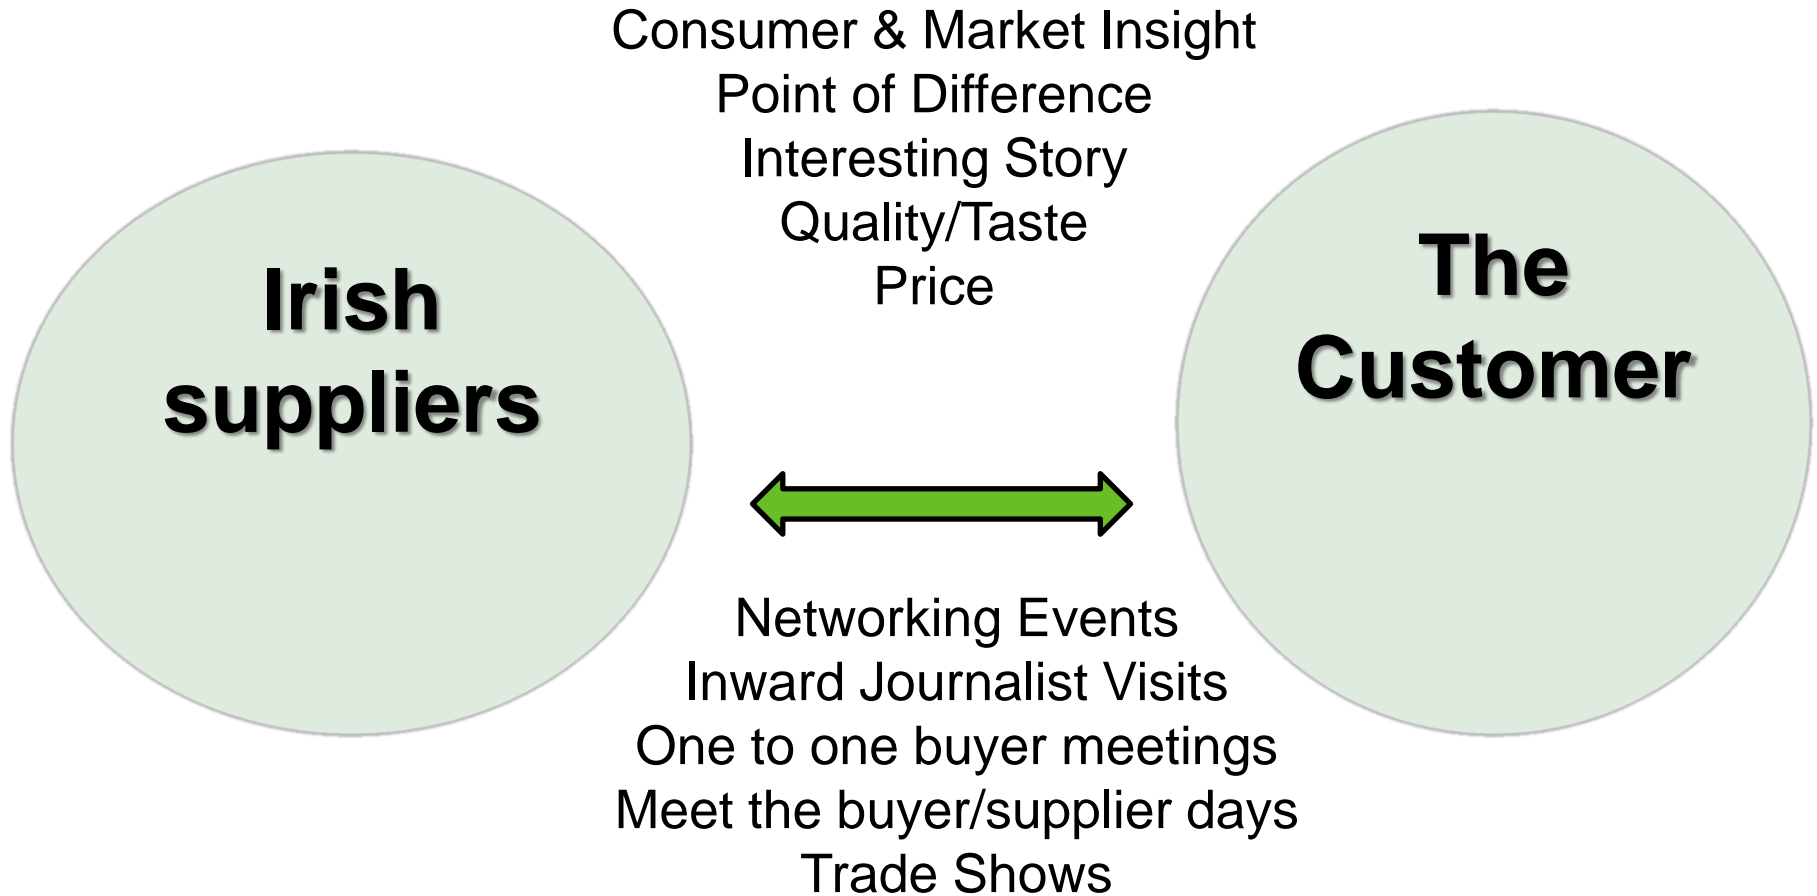 Consumer & Market Insight
Point of Difference
Interesting Story
Quality/Taste
Price
Irish
suppliers
The
Customer
Networking Events
Inward Journalist Visits
One to one buyer meetings
Meet the buyer/supplier days
Trade Shows